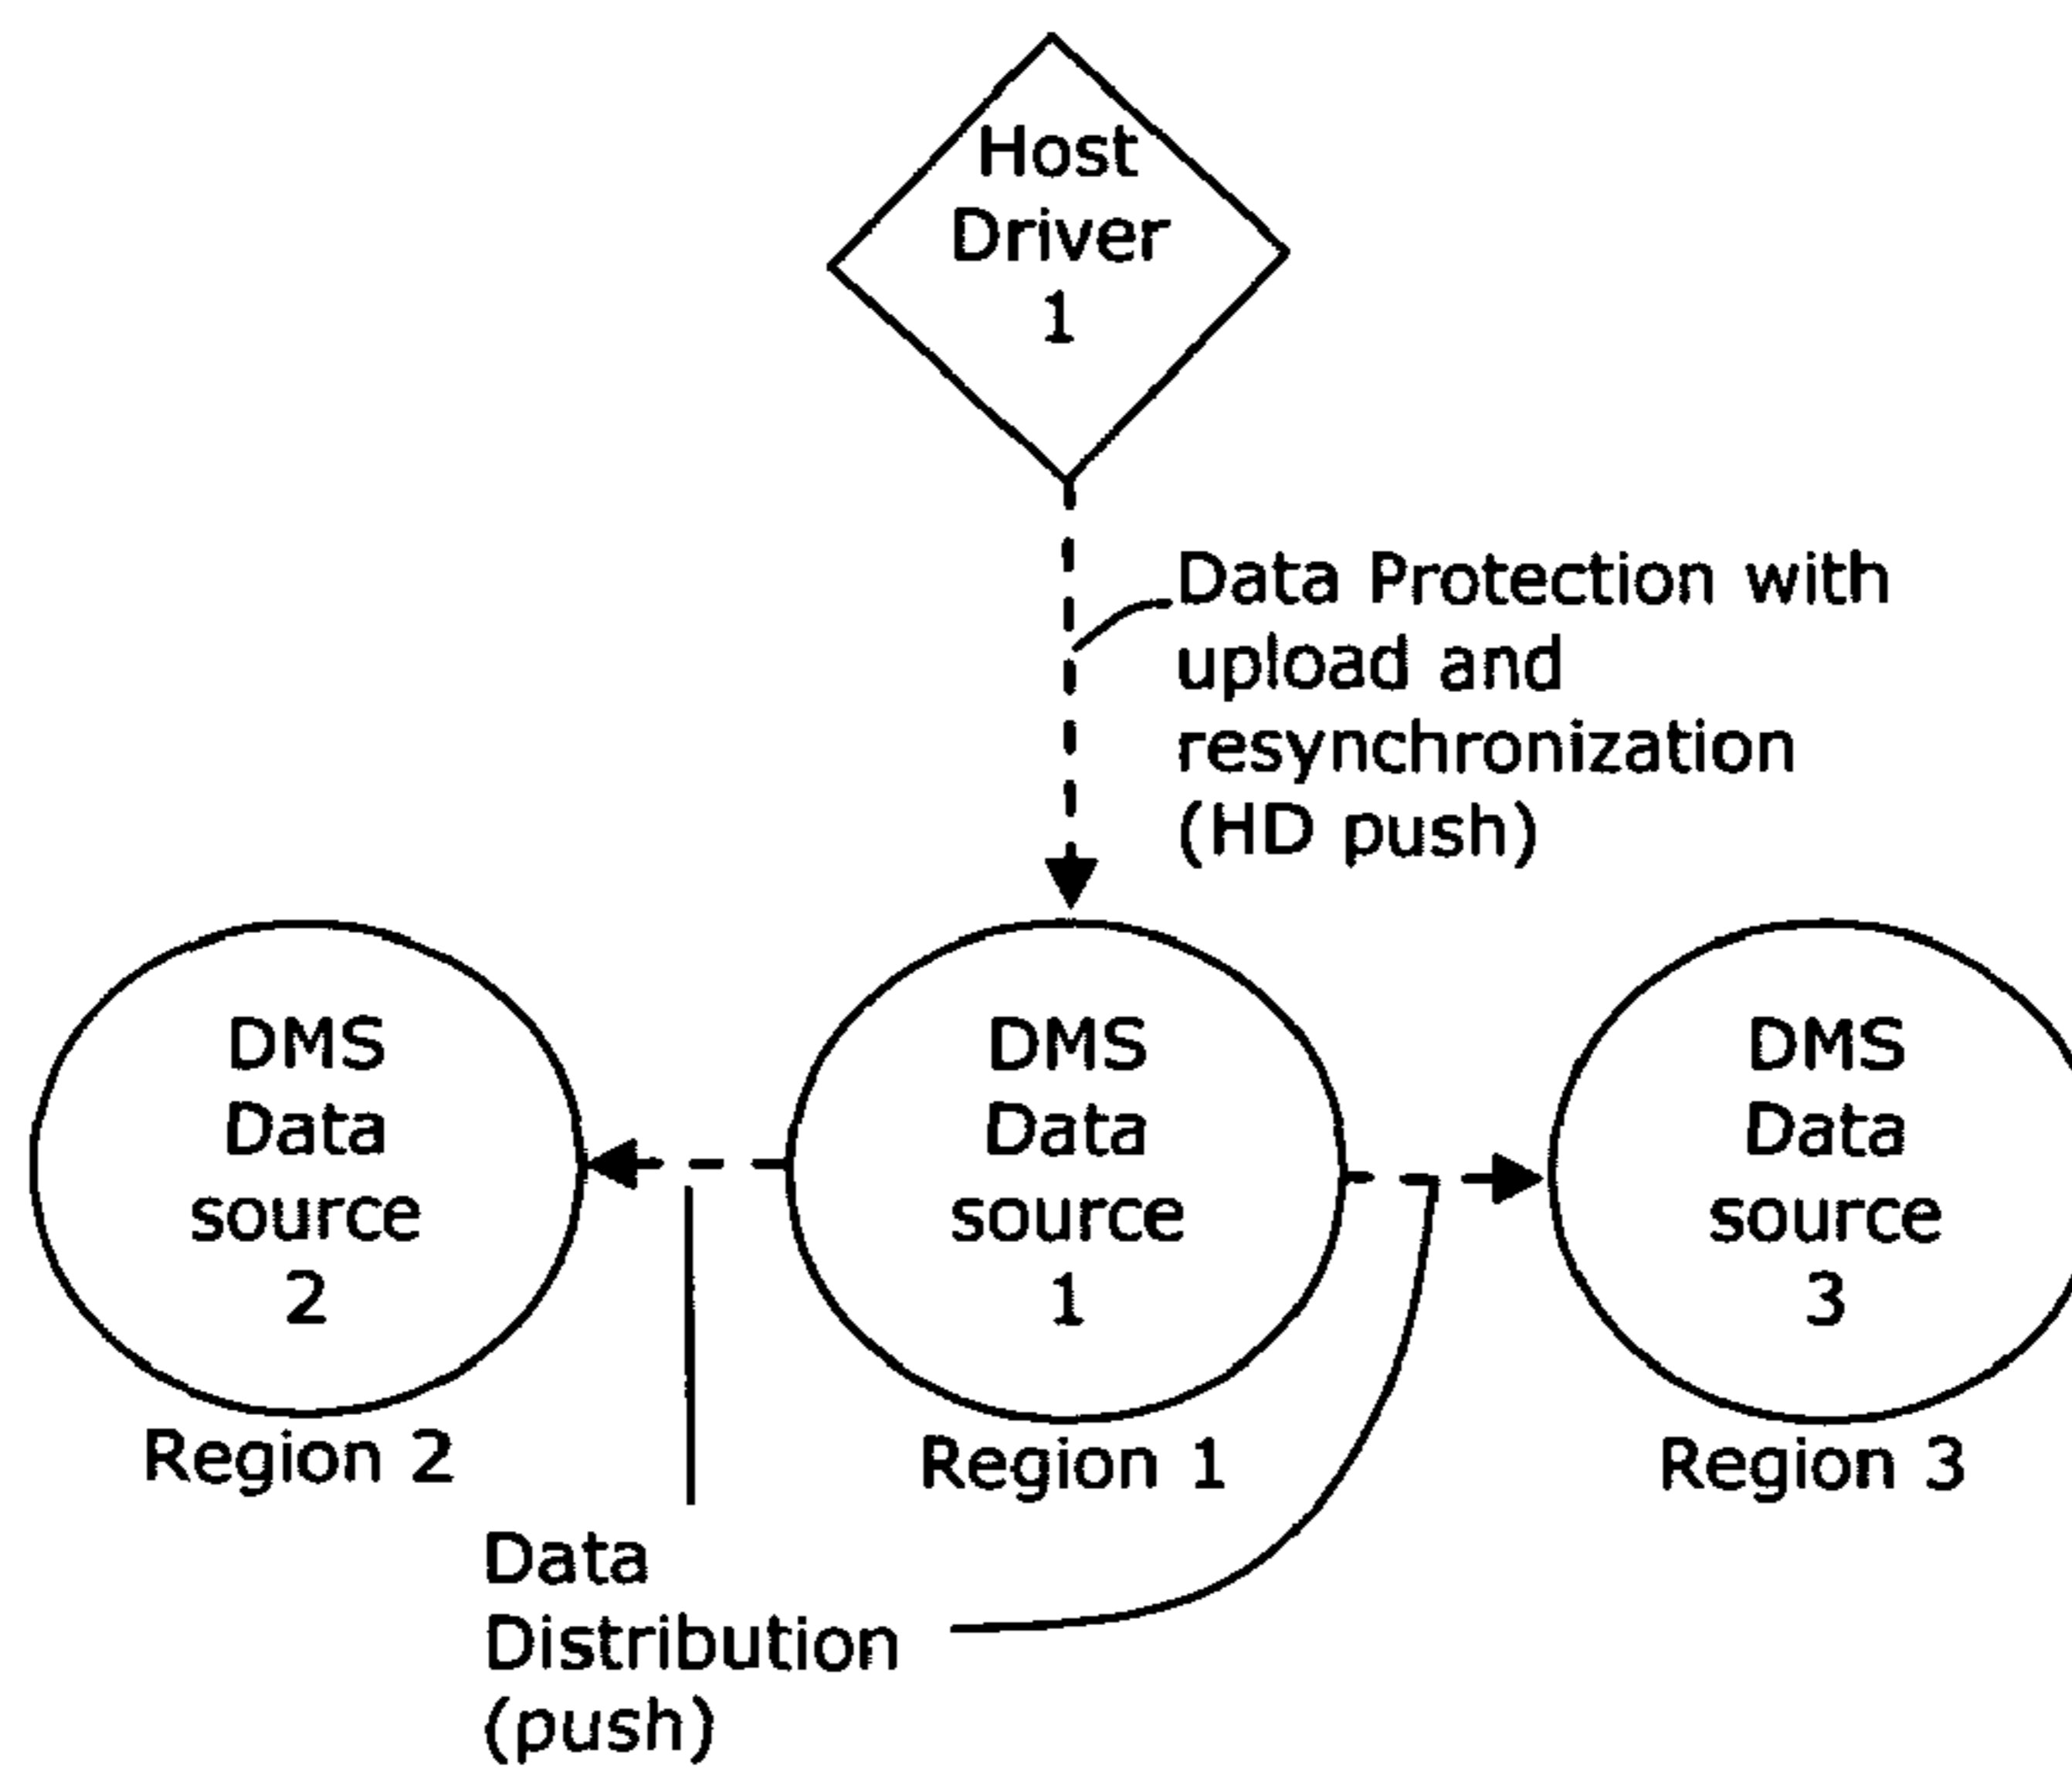 Host
Driver
1
Data Protection with
upload and
resynchronization
(HD push)
DMS
Data
source
2
DMS
Data
source
1
DMS
Data
source
3
Region 2
Region 1
Region 3
Data
Distribution
(push)